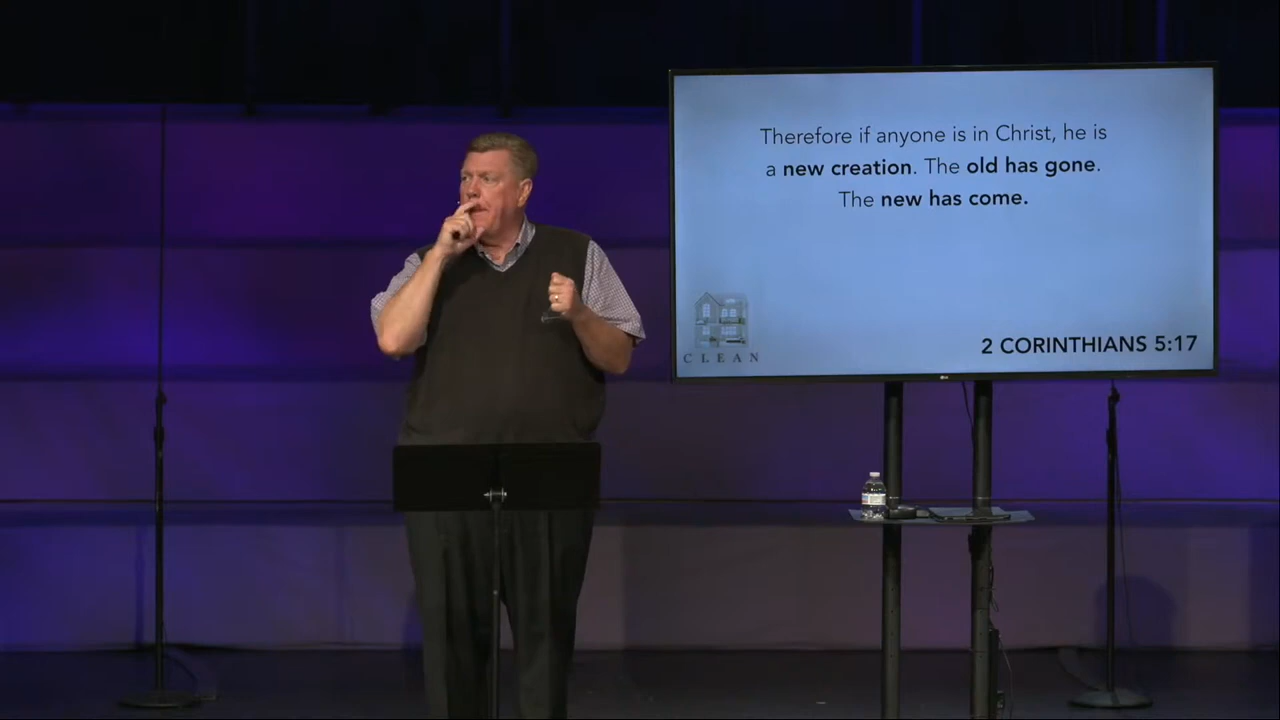 Therefore if anyone is in Christ, he is
a new creation. The old has gone.
The new has come.
CLEAN
2 CORINTHIANS 5:17
LG